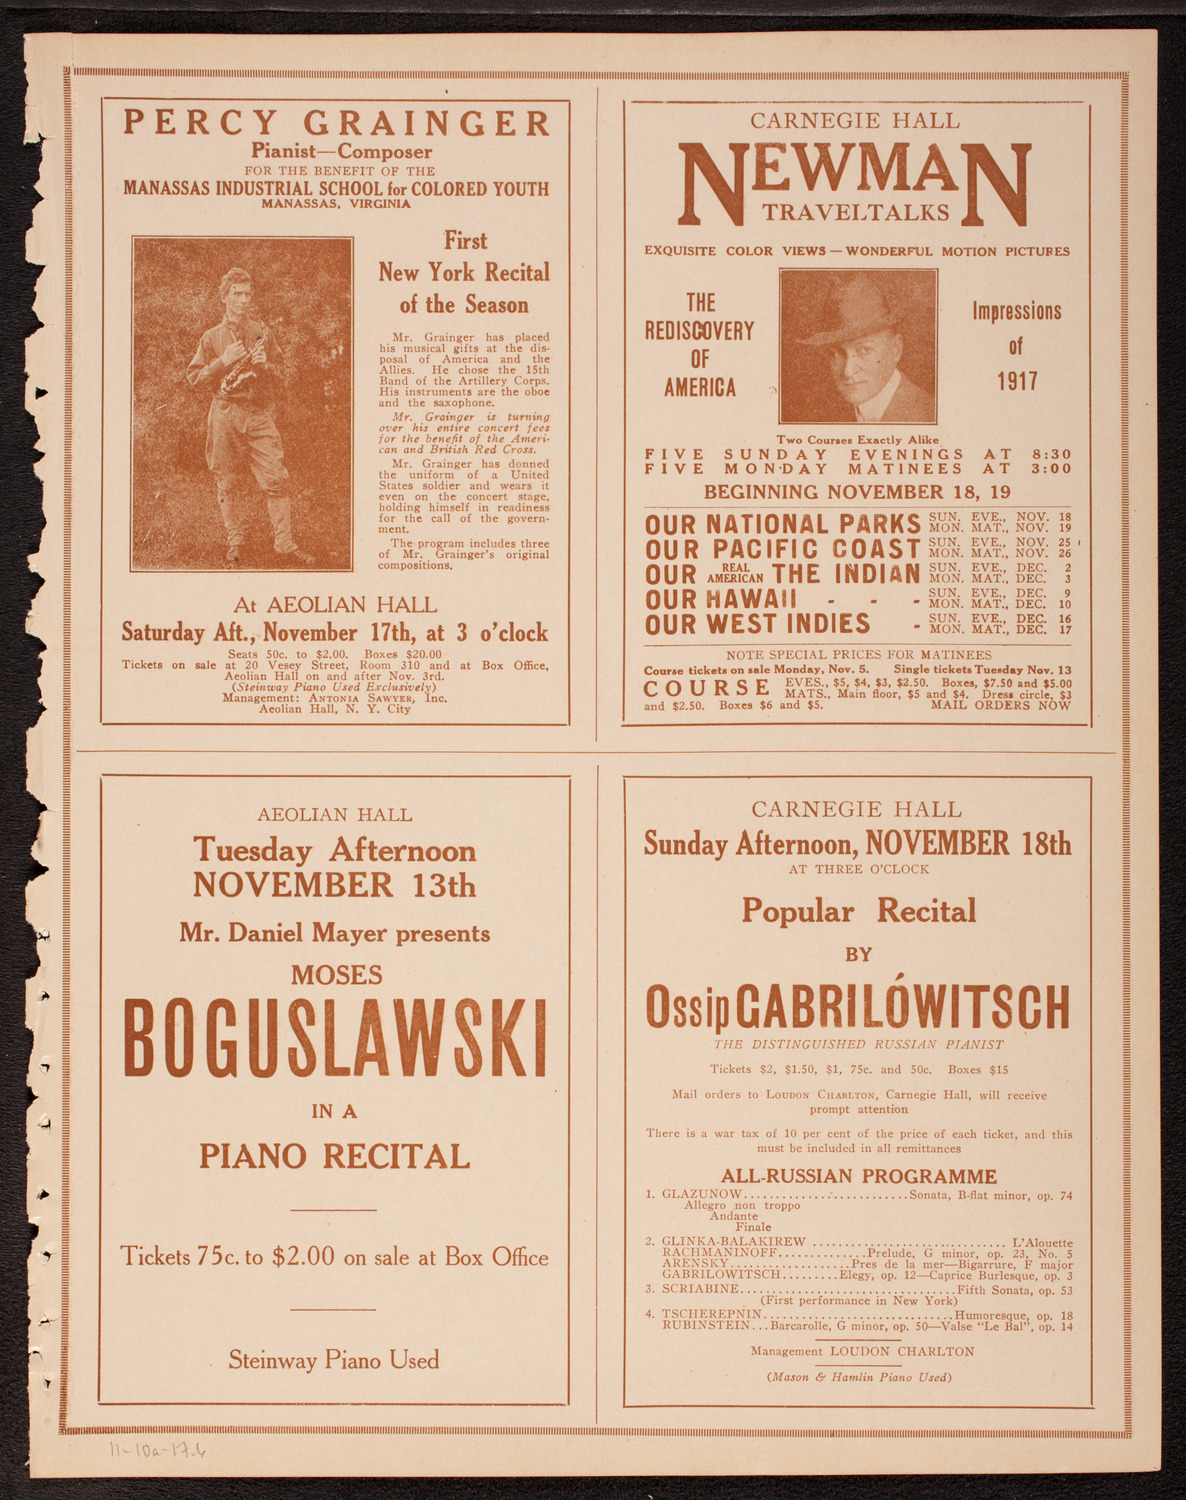 PERCY GRAINGER
Pianist—Composer
FOR THE BENEFIT OF THE
MANASSAS INDUSTRIAL SCHOOL for COLORED YOUTH
MANASSAS, VIRGINIA
First
New York Recital
of the Season
Mr. Grainger has placed
his musical gifts at the dis-
posal of America and the
Allies. He chose the 15th
Band of the Artillery Corps.
His instruments are the oboe
and the saxophone.
Mr. Grainger is turning
over his entire concert fees
for the benefit of the Ameri-
can and British Red Cross.
Mr. Grainger has donned
the uniform of a United
States soldier and wears it
even on the concert stage,
holding himself in readiness
for the call of the govern-
ment.
The program includes three
of Mr. Grainger's original
compositions.
At AEOLIAN HALL
Saturday Aft., November 17th, at 3 o'clock
Seats 50c. to $2.00. Boxes $20.00
Tickets on sale at 20 Vesey Street, Room 310 and at Box Office,
Aeolian Hall on and after Nov. 3rd.
(Steinway Piano Used Exclusively)
Management: ANTONIA SAWYER, Inc.
Aeolian Hall, N. Y. City
CARNEGIE HALL
NEWMAN
TRAVELTALKS
EXQUISITE COLOR VIEWS—WONDERFUL MOTION PICTURES
THE
REDISCOVERY
OF
AMERICA
Impressions
of
1917
Two Courses Exactly Alike
FIVE SUNDAY EVENINGS AT 8:30
FIVE MONDAY MATINEES AT 3:00
BEGINNING NOVEMBER 18, 19
OUR NATIONAL PARKS SUN. EVE., NOV. 18
MON. MAT., NOV. 19
OUR PACIFIC COAST SUN. EVE., NOV. 25
MON. MAT., NOV. 26
OUR REAL AMERICAN THE INDIAN SUN. EVE., DEC. 2
MON. MAT., DEC. 3
OUR HAWAII - - - SUN. EVE., DEC. 9
MON. MAT., DEC. 10
OUR WEST INDIES - SUN. EVE., DEC. 16
MON. MAT., DEC. 17
NOTE SPECIAL PRICES FOR MATINEES
Course tickets on sale Monday, Nov. 5. Single tickets Tuesday Nov. 13
COURSE EVES., $5, $4, $3, $2.50. Boxes, $7.50 and $5.00
MATS., Main floor, $5 and $4. Dress circle, $3
and $2.50. Boxes $6 and $5. MAIL ORDERS NOW
AEOLIAN HALL
Tuesday Afternoon
NOVEMBER 13th
Mr. Daniel Mayer presents
MOSES
BOGUSLAWSKI
IN A
PIANO RECITAL
Tickets 75c. to $2.00 on sale at Box Office
Steinway Piano Used
CARNEGIE HALL
Sunday Afternoon, NOVEMBER 18th
AT THREE O'CLOCK
Popular Recital
BY
Ossip GABRILÓWITSCH
THE DISTINGUISHED RUSSIAN PIANIST
Tickets $2, $1.50, $1, 75c. and 50c. Boxes $15
Mail orders to LOUDON CHARLTON, Carnegie Hall, will receive
prompt attention
There is a war tax of 10 per cent of the price of each ticket, and this
must be included in all remittances
ALL-RUSSIAN PROGRAMME
1. GLAZUNOW..........................Sonata, B-flat minor, op. 74
Allegro non troppo
Andante
Finale
2. GLINKA-BALAKIREW ............................ L'Alouette
RACHMANINOFF.............Prelude, G minor, op. 23, No. 5
ARENSKY..................Pres de la mer—Bigarrure, F major
GABRILOWITSCH.........Elegy, op. 12—Caprice Burlesque, op. 3
3. SCRIABINE.................................Fifth Sonata, op. 53
(First performance in New York)
4. TSCHEREPNIN.............................Humoresque, op. 18
RUBINSTEIN...Barcarolle, G minor, op. 50—Valse "Le Bal", op. 14
Management LOUDON CHARLTON
(Mason & Hamlin Piano Used)
11-10a-17.6